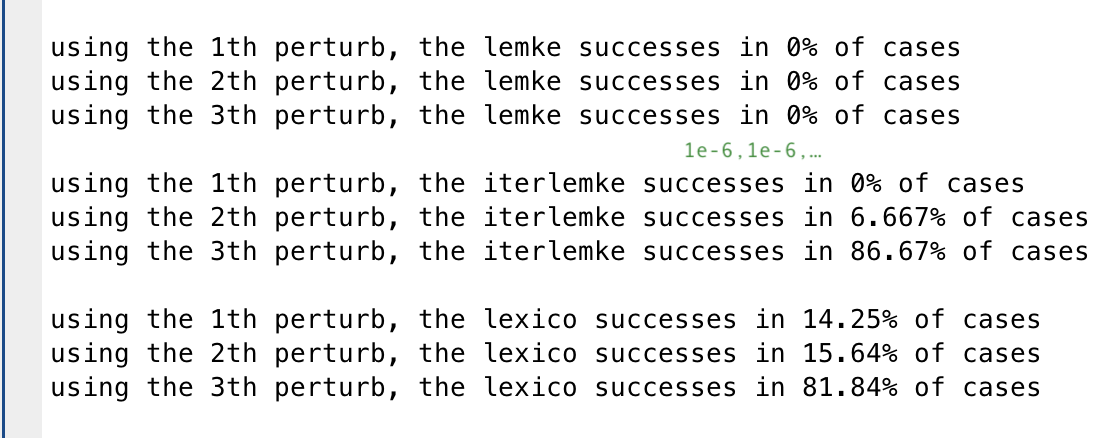 using the 1th perturb, the lemke successes in 0% of cases
using the 2th perturb, the lemke successes in 0% of cases
using the 3th perturb, the lemke successes in 0% of cases
1e-6,1e-6,…
using the 1th perturb, the iterlemke successes in 0% of cases
using the 2th perturb, the iterlemke successes in 6.667% of cases
using the 3th perturb, the iterlemke successes in 86.67% of cases
using the 1th perturb, the lexico successes in 14.25% of cases
using the 2th perturb, the lexico successes in 15.64% of cases
using the 3th perturb, the lexico successes in 81.84% of cases